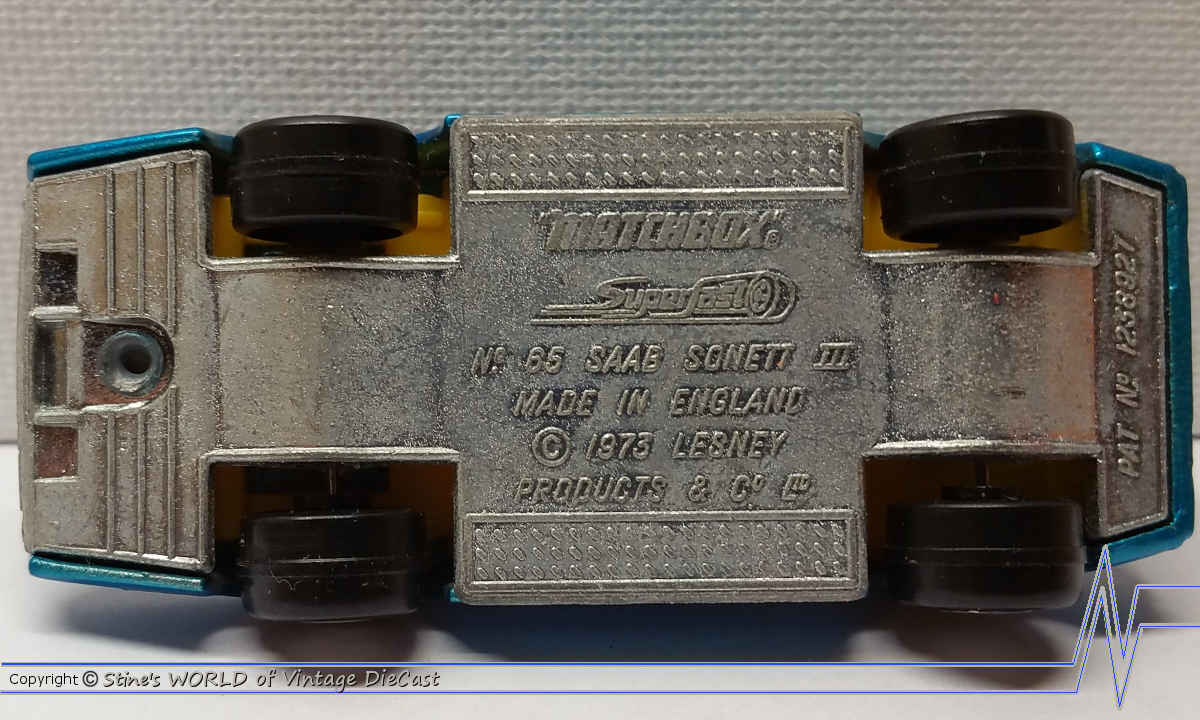 "MATCHBOX"®
Superfast
Nº 65 SAAB SONETT III
MADE IN ENGLAND
© 1973 LESNEY
PRODUCTS & Cº Lᵀᴰ
PAT Nº 1238927
Copyright © Stine's WORLD of Vintage DieCast